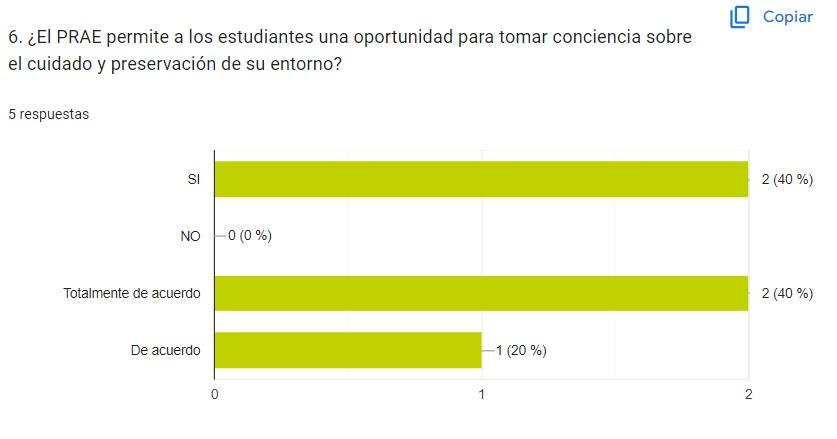 Copiar
6. ¿El PRAE permite a los estudiantes una oportunidad para tomar conciencia sobre
el cuidado y preservación de su entorno?
5 respuestas
SI
2 (40 %)
NO
0 (0 %)
Totalmente de acuerdo
2 (40 %)
De acuerdo
1 (20 %)
0
1
2